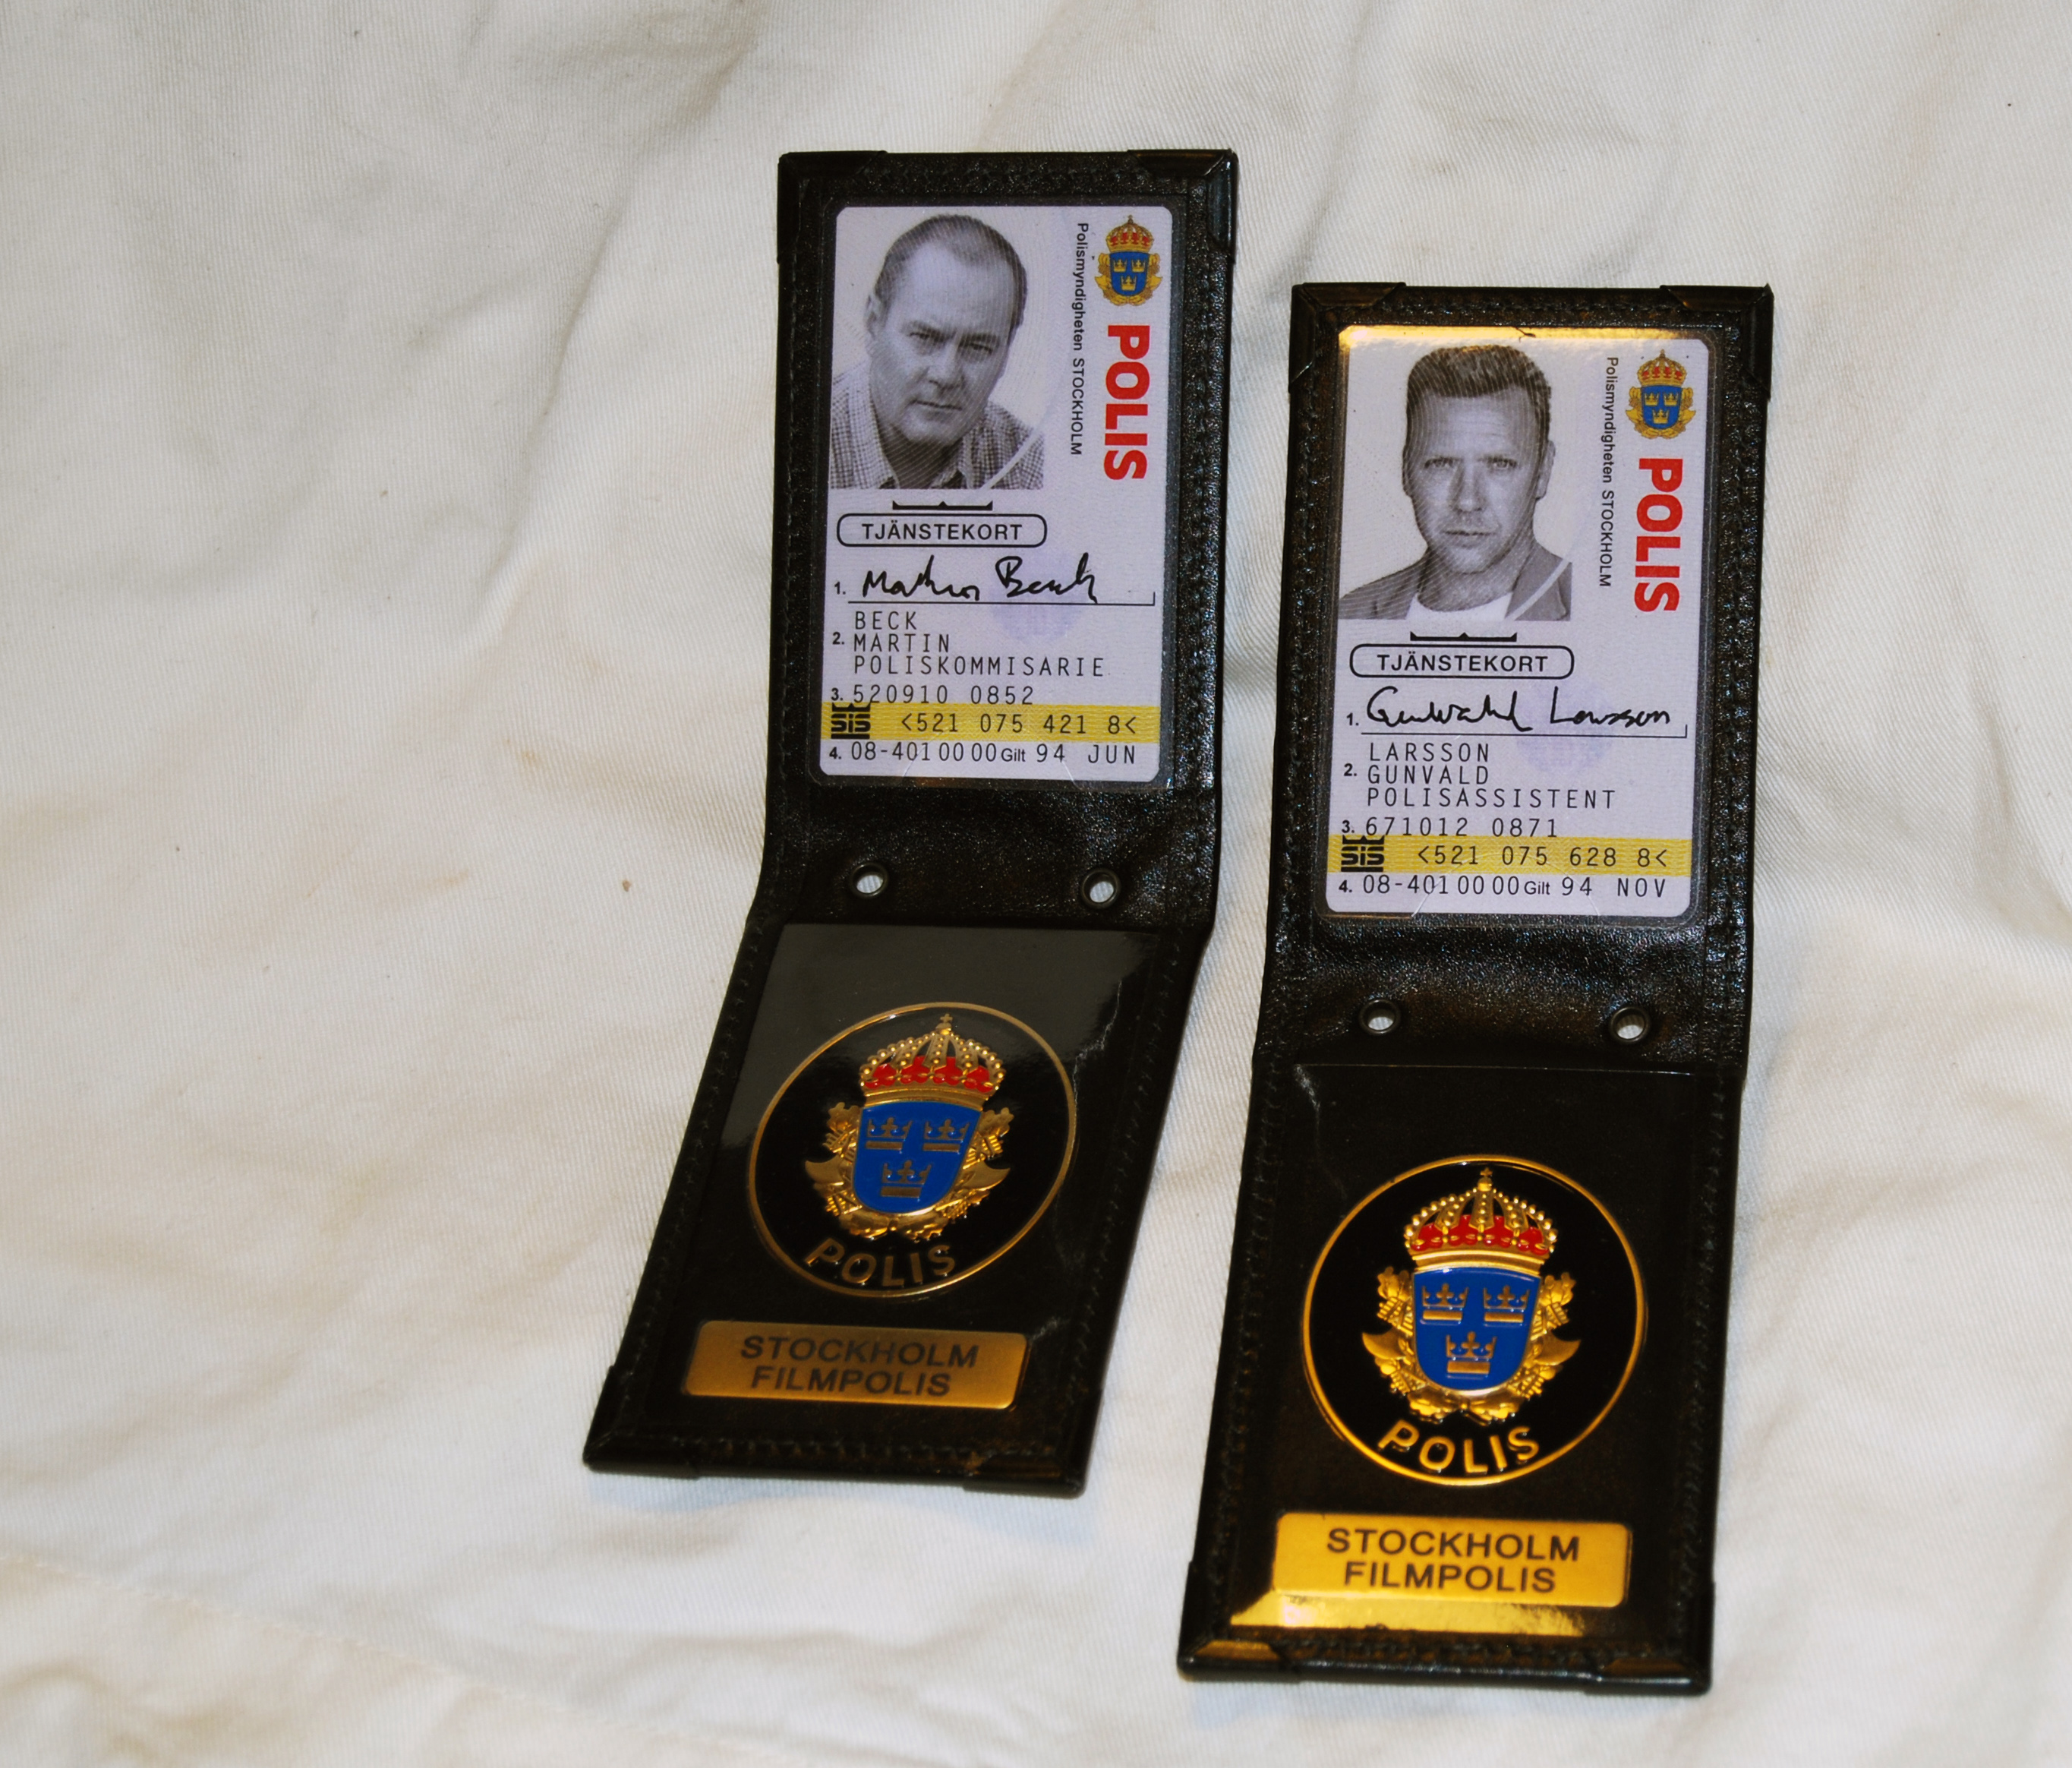 Polismyndigheten STOCKHOLM
POLIS
TJÄNSTEKORT
1. Martin Beck
BECK
2. MARTIN
POLISKOMMISARIE
3. 520910 0852
SIS <521 075 421 8<
4. 08-401 00 00 Gilt 94 JUN
POLIS
STOCKHOLM
FILMPOLIS
Polismyndigheten STOCKHOLM
POLIS
TJÄNSTEKORT
1. Gunvald Larsson
LARSSON
2. GUNVALD
POLISASSISTENT
3. 671012 0871
SIS <521 075 628 8<
4. 08-401 00 00 Gilt 94 NOV
POLIS
STOCKHOLM
FILMPOLIS